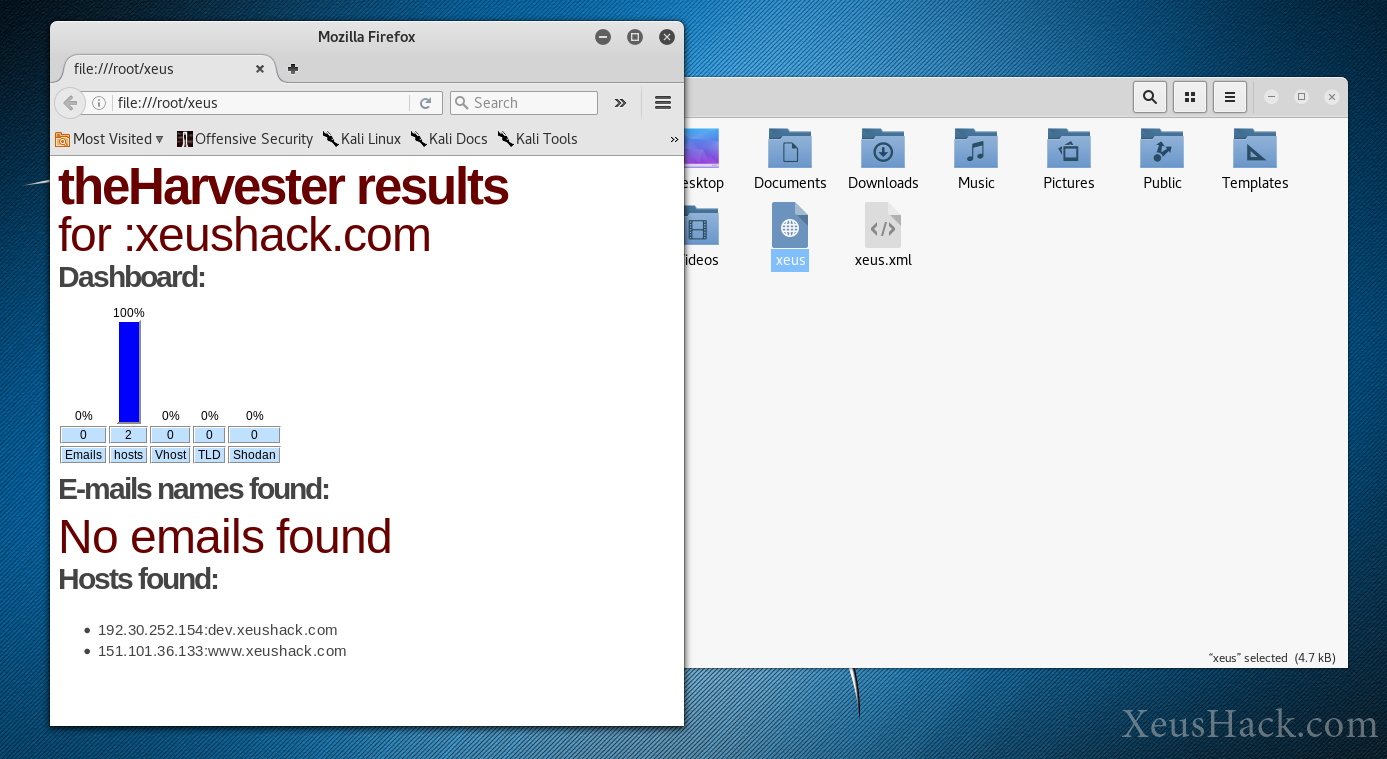 Mozilla Firefox
file:///root/xeus
file:///root/xeus
Search
Most Visited
Offensive Security
Kali Linux
Kali Docs
Kali Tools
theHarvester results
for :xeushack.com
Dashboard:
100%
0% 0% 0% 0%
0 2 0 0 0
Emails hosts Vhost TLD Shodan
E-mails names found:
No emails found
Hosts found:
192.30.252.154:dev.xeushack.com
151.101.36.133:www.xeushack.com
esktop Documents Downloads Music Pictures Public Templates
ideos xeus xeus.xml
“xeus” selected (4.7 kB)
XeusHack.com